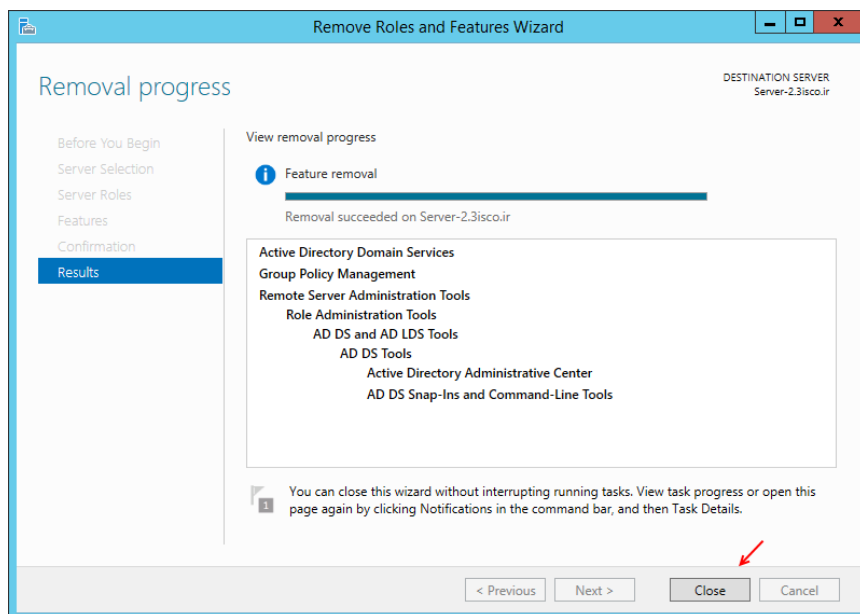 Remove Roles and Features Wizard
Removal progress
DESTINATION SERVER
Server-2.3isco.ir
Before You Begin
Server Selection
Server Roles
Features
Confirmation
Results
View removal progress
Feature removal
Removal succeeded on Server-2.3isco.ir
Active Directory Domain Services
Group Policy Management
Remote Server Administration Tools
Role Administration Tools
AD DS and AD LDS Tools
AD DS Tools
Active Directory Administrative Center
AD DS Snap-Ins and Command-Line Tools
1
You can close this wizard without interrupting running tasks. View task progress or open this
page again by clicking Notifications in the command bar, and then Task Details.
< Previous
Next >
Close
Cancel